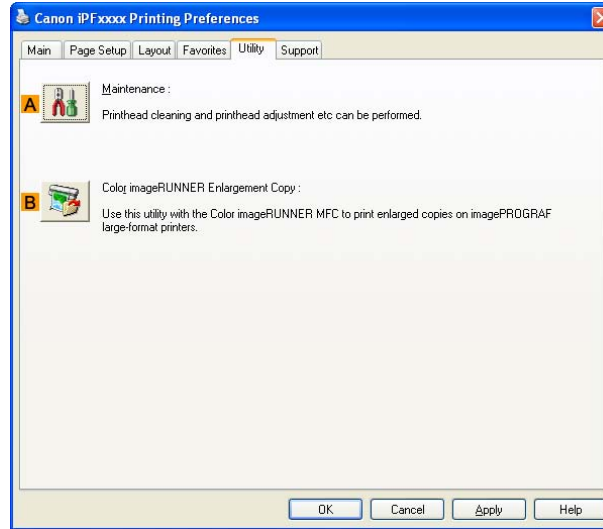 Canon iPFxxxx Printing Preferences
Main Page Setup Layout Favorites Utility Support
A
Maintenance :
Printhead cleaning and printhead adjustment etc can be performed.
B
Color imageRUNNER Enlargement Copy :
Use this utility with the Color imageRUNNER MFC to print enlarged copies on imagePROGRAF
large-format printers.
OK Cancel Apply Help